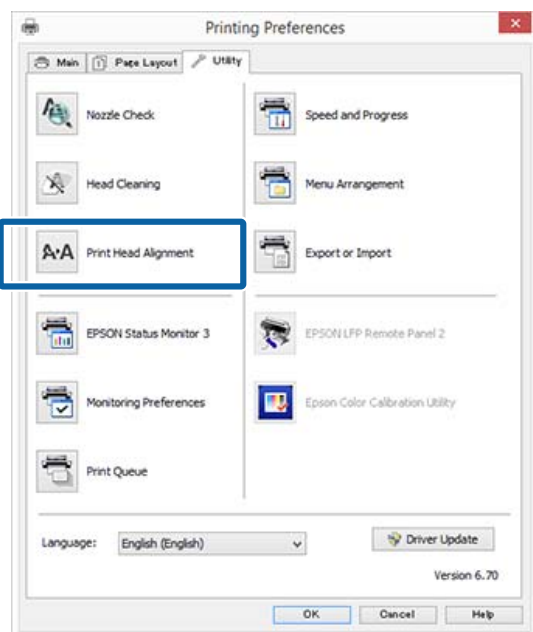 Printing Preferences
Main
Page Layout
Utility
Nozzle Check
Speed and Progress
Head Cleaning
Menu Arrangement
A·A Print Head Alignment
Export or Import
EPSON Status Monitor 3
EPSON LFP Remote Panel 2
Monitoring Preferences
Epson Color Calibration Utility
Print Queue
Language: English (English)
Driver Update
Version 6.70
OK
Cancel
Help